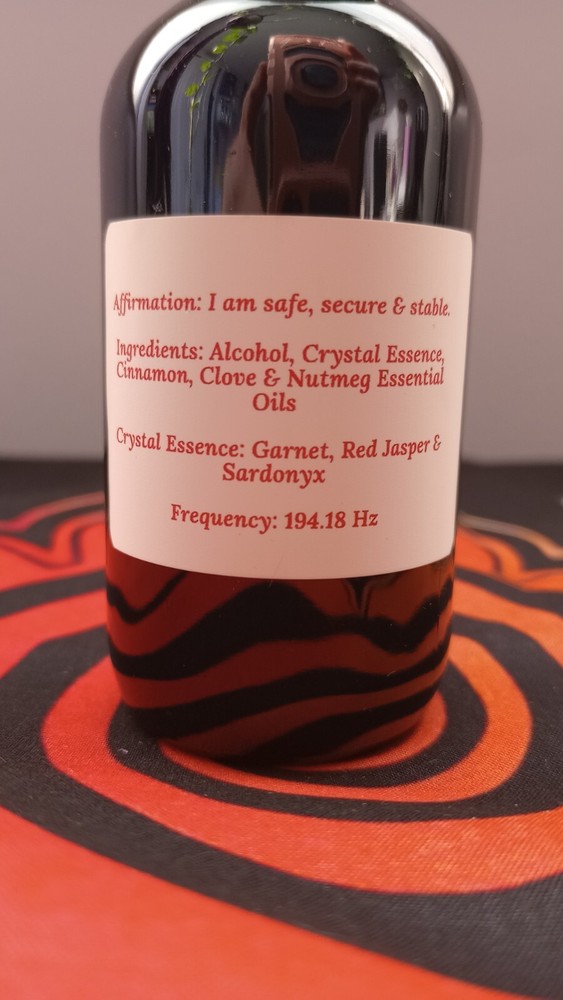 Affirmation: I am safe, secure & stable.
Ingredients: Alcohol, Crystal Essence,
Cinnamon, Clove & Nutmeg Essential
Oils
Crystal Essence: Garnet, Red Jasper &
Sardonyx
Frequency: 194.18 Hz